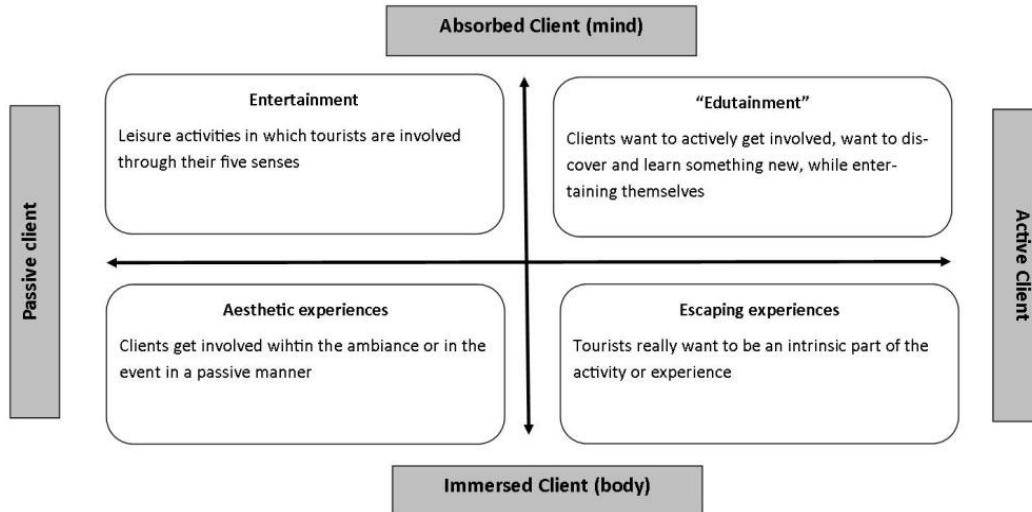 Absorbed Client (mind)
Entertainment
Leisure activities in which tourists are involved
through their five senses
“Edutainment”
Clients want to actively get involved, want to dis-
cover and learn something new, while enter-
taining themselves
Passive client
Active Client
Aesthetic experiences
Clients get involved wihtin the ambiance or in the
event in a passive manner
Escaping experiences
Tourists really want to be an intrinsic part of the
activity or experience
Immersed Client (body)